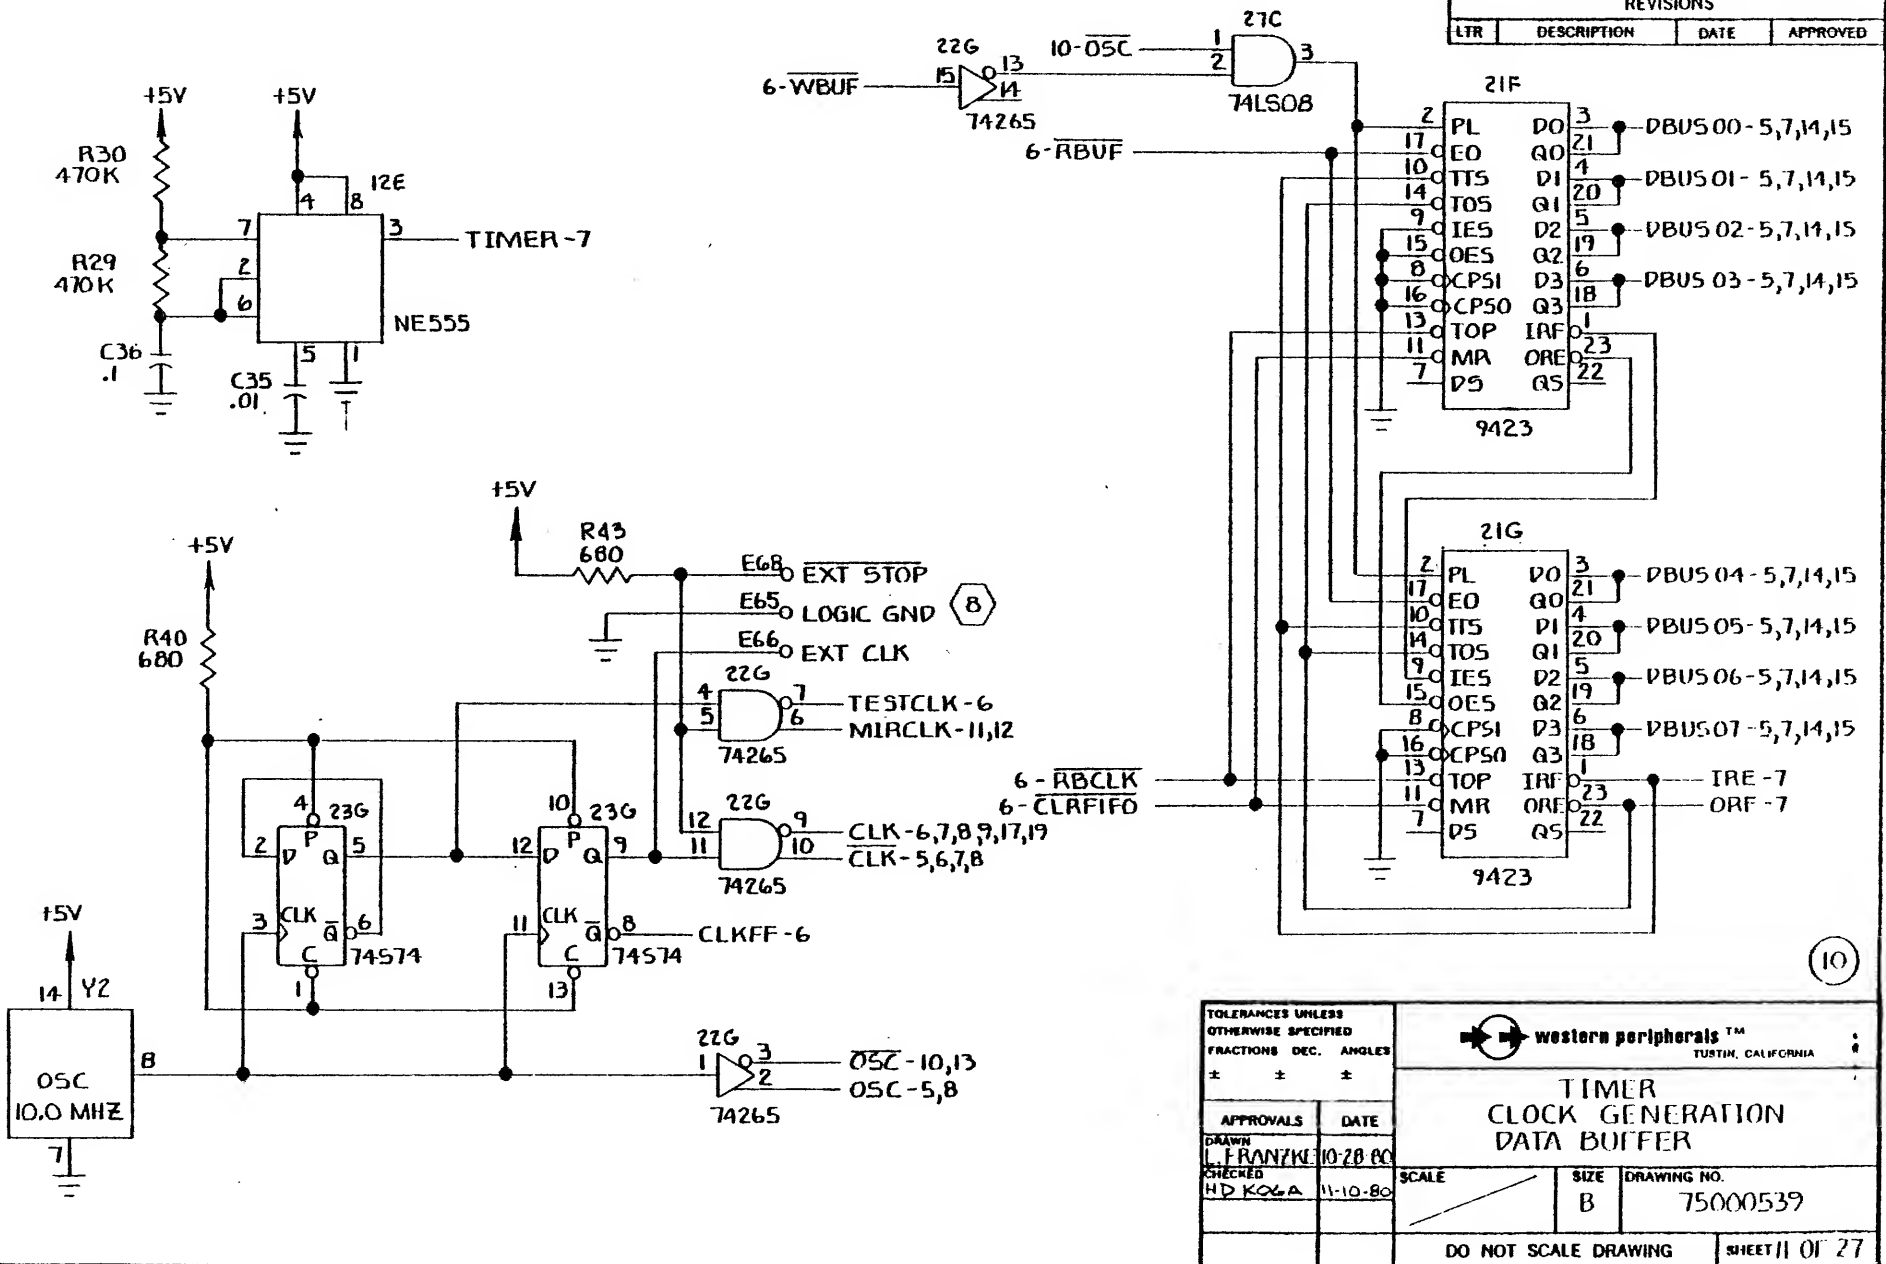 REVISIONS
LTR DESCRIPTION DATE APPROVED
+5V
R30
470K
R29
470K
C36
.1
+5V
12E
4 8
7
2
6
3
TIMER-7
NE555
5 1
C35
.01
6-W̅B̅U̅F̅
22G
15
13
14
74265
10-O̅S̅C̅
27C
1
2
3
74LS08
6-R̅B̅U̅F̅
21F
2 PL D0 3
DBUS 00-5,7,14,15
17 EO Q0 21
10 TTS D1 4
DBUS 01-5,7,14,15
14 TOS Q1 20
9 IES D2 5
DBUS 02-5,7,14,15
15 OES Q2 19
8 CPSI D3 6
DBUS 03-5,7,14,15
16 CPSO Q3 18
13 TOP IRF 1
11 MR ORE 23
7 DS QS 22
9423
21G
2 PL D0 3
DBUS 04-5,7,14,15
17 EO Q0 21
10 TTS D1 4
DBUS 05-5,7,14,15
14 TOS Q1 20
9 IES D2 5
DBUS 06-5,7,14,15
15 OES Q2 19
8 CPSI D3 6
DBUS 07-5,7,14,15
16 CPSO Q3 18
6-R̅B̅C̅L̅K̅
13 TOP IRF 1
IRE-7
6-C̅L̅R̅F̅I̅F̅O̅
11 MR ORE 23
ORF-7
7 DS QS 22
9423
+5V
R43
680
E68 E̅X̅T̅ S̅T̅O̅P̅
E65 LOGIC GND
8
E66 EXT CLK
+5V
R40
680
22G
4
5
7
6
TESTCLK-6
MIRCLK-11,12
74265
22G
12
11
9
10
CLK-6,7,8,9,17,19
C̅L̅K̅-5,6,7,8
74265
4 23G
P
2 D Q 5
3 CLK Q̅ 6
C
1
74S74
10 23G
P
12 D Q 9
11 CLK Q̅ 8
C
13
74S74
CLKFF-6
+5V
14 Y2
OSC
10.0 MHZ
8
7
22G
1
3
2
O̅S̅C̅-10,13
OSC-5,8
74265
10
TOLERANCES UNLESS
OTHERWISE SPECIFIED
FRACTIONS DEC. ANGLES
± ± ±
APPROVALS DATE
DRAWN
L. FRANZKE 10-28-80
CHECKED
HD KOGA 11-10-80
western peripherals ™
TUSTIN, CALIFORNIA
TIMER
CLOCK GENERATION
DATA BUFFER
SCALE
SIZE
B
DRAWING NO.
75000539
DO NOT SCALE DRAWING
SHEET 11 OF 27